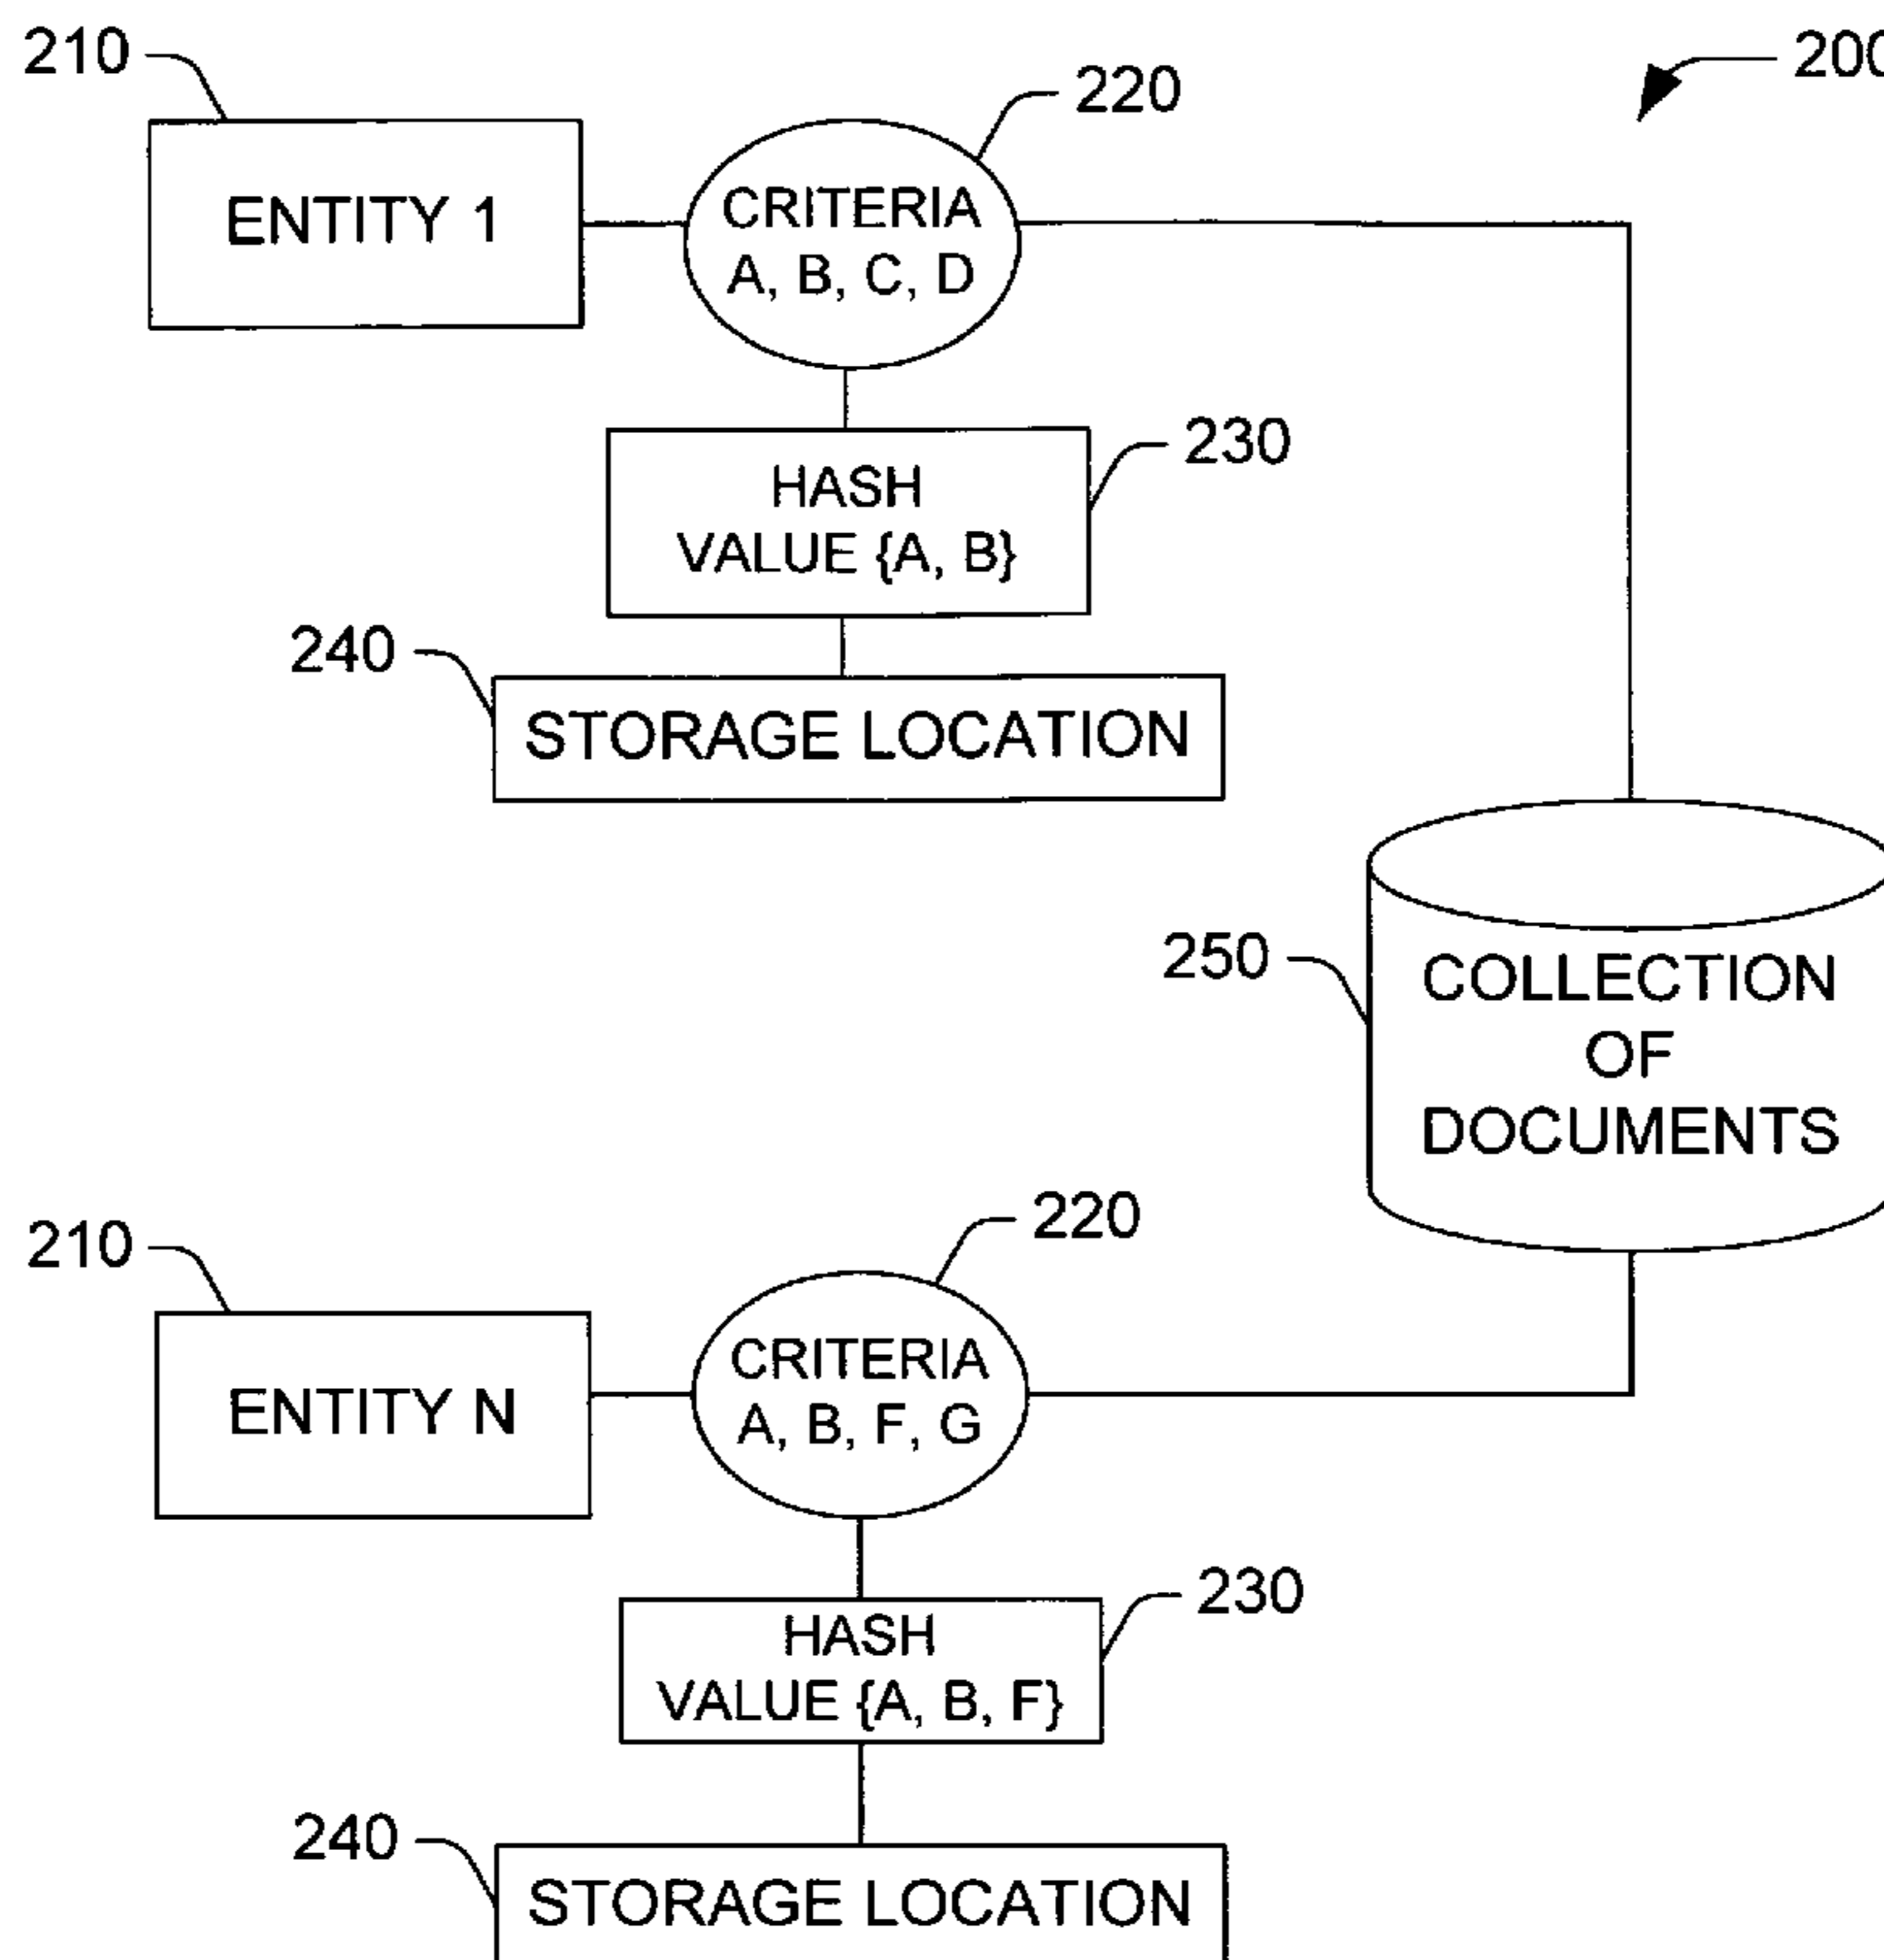 210
220
200
ENTITY 1
CRITERIA
A, B, C, D
230
HASH
VALUE {A, B}
240
STORAGE LOCATION
250
COLLECTION
OF
DOCUMENTS
210
220
ENTITY N
CRITERIA
A, B, F, G
230
HASH
VALUE {A, B, F}
240
STORAGE LOCATION